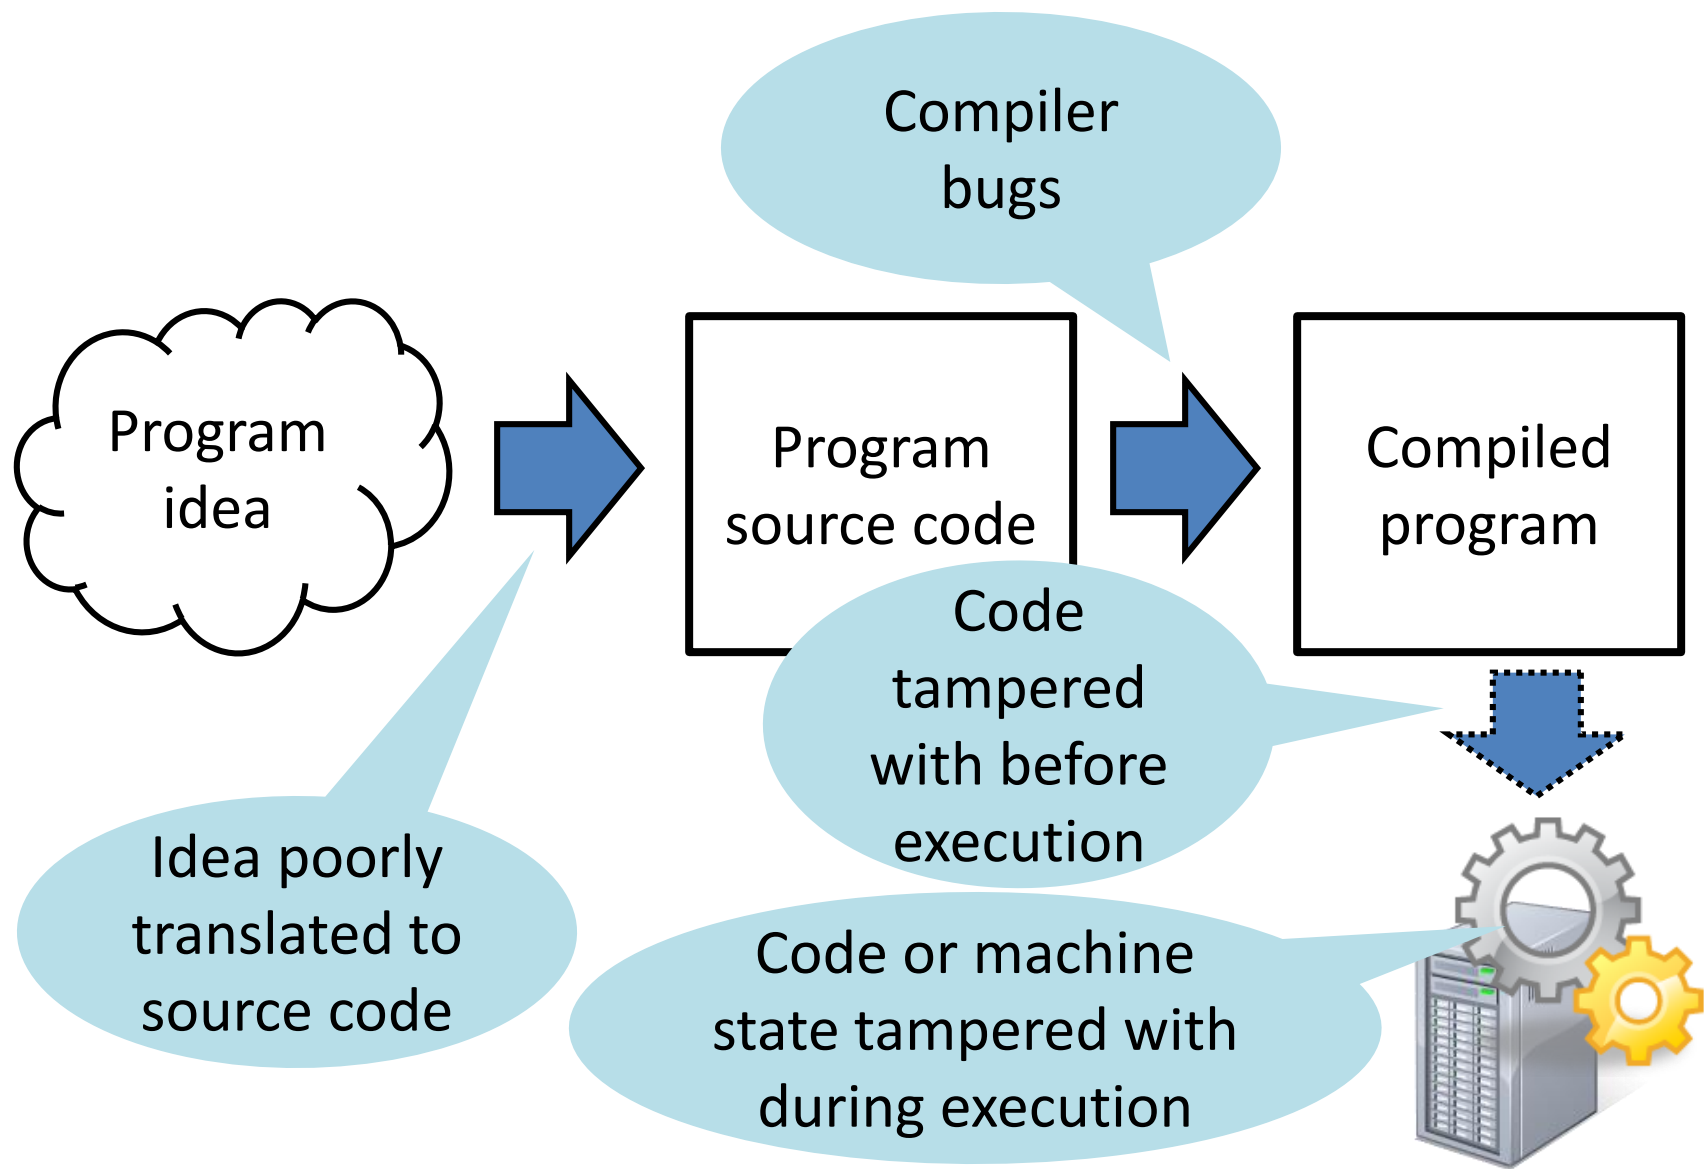 Compiler
bugs
Program
idea
Program
source code
Compiled
program
Code
tampered
with before
execution
Idea poorly
translated to
source code
Code or machine
state tampered with
during execution